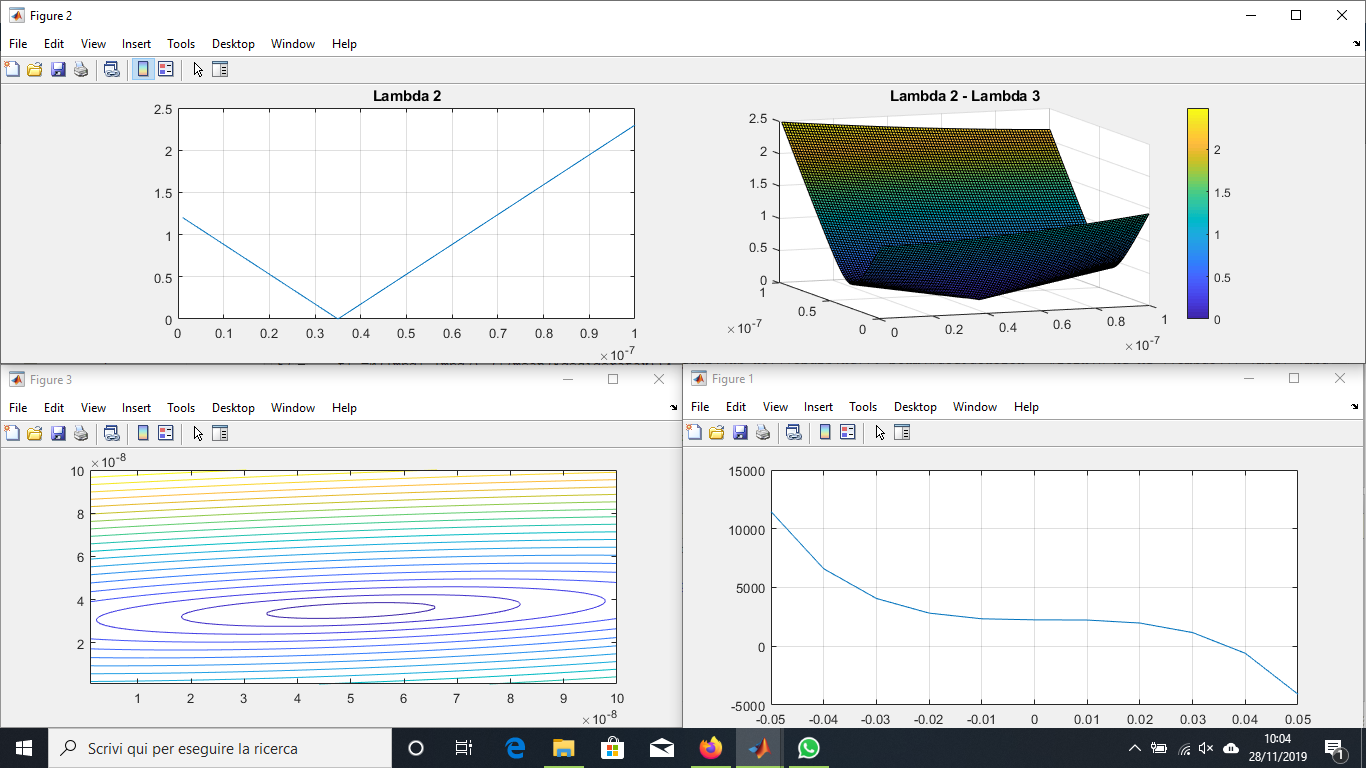 Figure 2
File Edit View Insert Tools Desktop Window Help
Lambda 2
2.5
2
1.5
1
0.5
0
0 0.1 0.2 0.3 0.4 0.5 0.6 0.7 0.8 0.9 1
×10-7
Lambda 2 - Lambda 3
2.5
2
1.5
1
0.5
0
1
0.5
0
×10-7
0 0.2 0.4 0.6 0.8 1
×10-7
2
1.5
1
0.5
0
Figure 3
File Edit View Insert Tools Desktop Window Help
×10-8
10
8
6
4
2
1 2 3 4 5 6 7 8 9 10
×10-8
Figure 1
File Edit View Insert Tools Desktop Window Help
15000
10000
5000
0
-5000
-0.05 -0.04 -0.03 -0.02 -0.01 0 0.01 0.02 0.03 0.04 0.05
Scrivi qui per eseguire la ricerca
10:04
28/11/2019
1